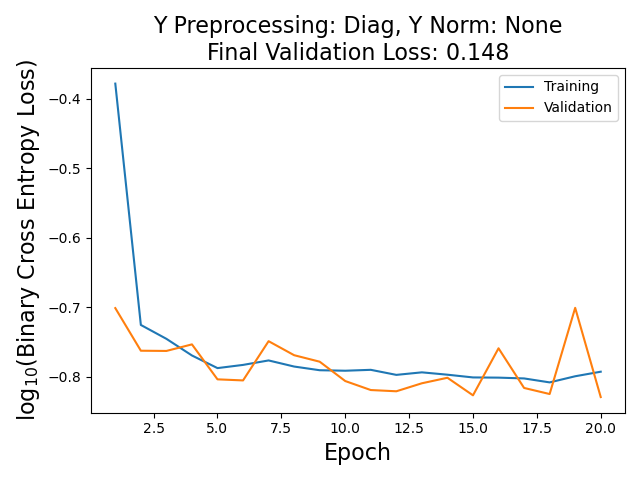 Y Preprocessing: Diag, Y Norm: None
Final Validation Loss: 0.148
Training
Validation
−0.4
−0.5
−0.6
−0.7
−0.8
log10(Binary Cross Entropy Loss)
2.5 5.0 7.5 10.0 12.5 15.0 17.5 20.0
Epoch